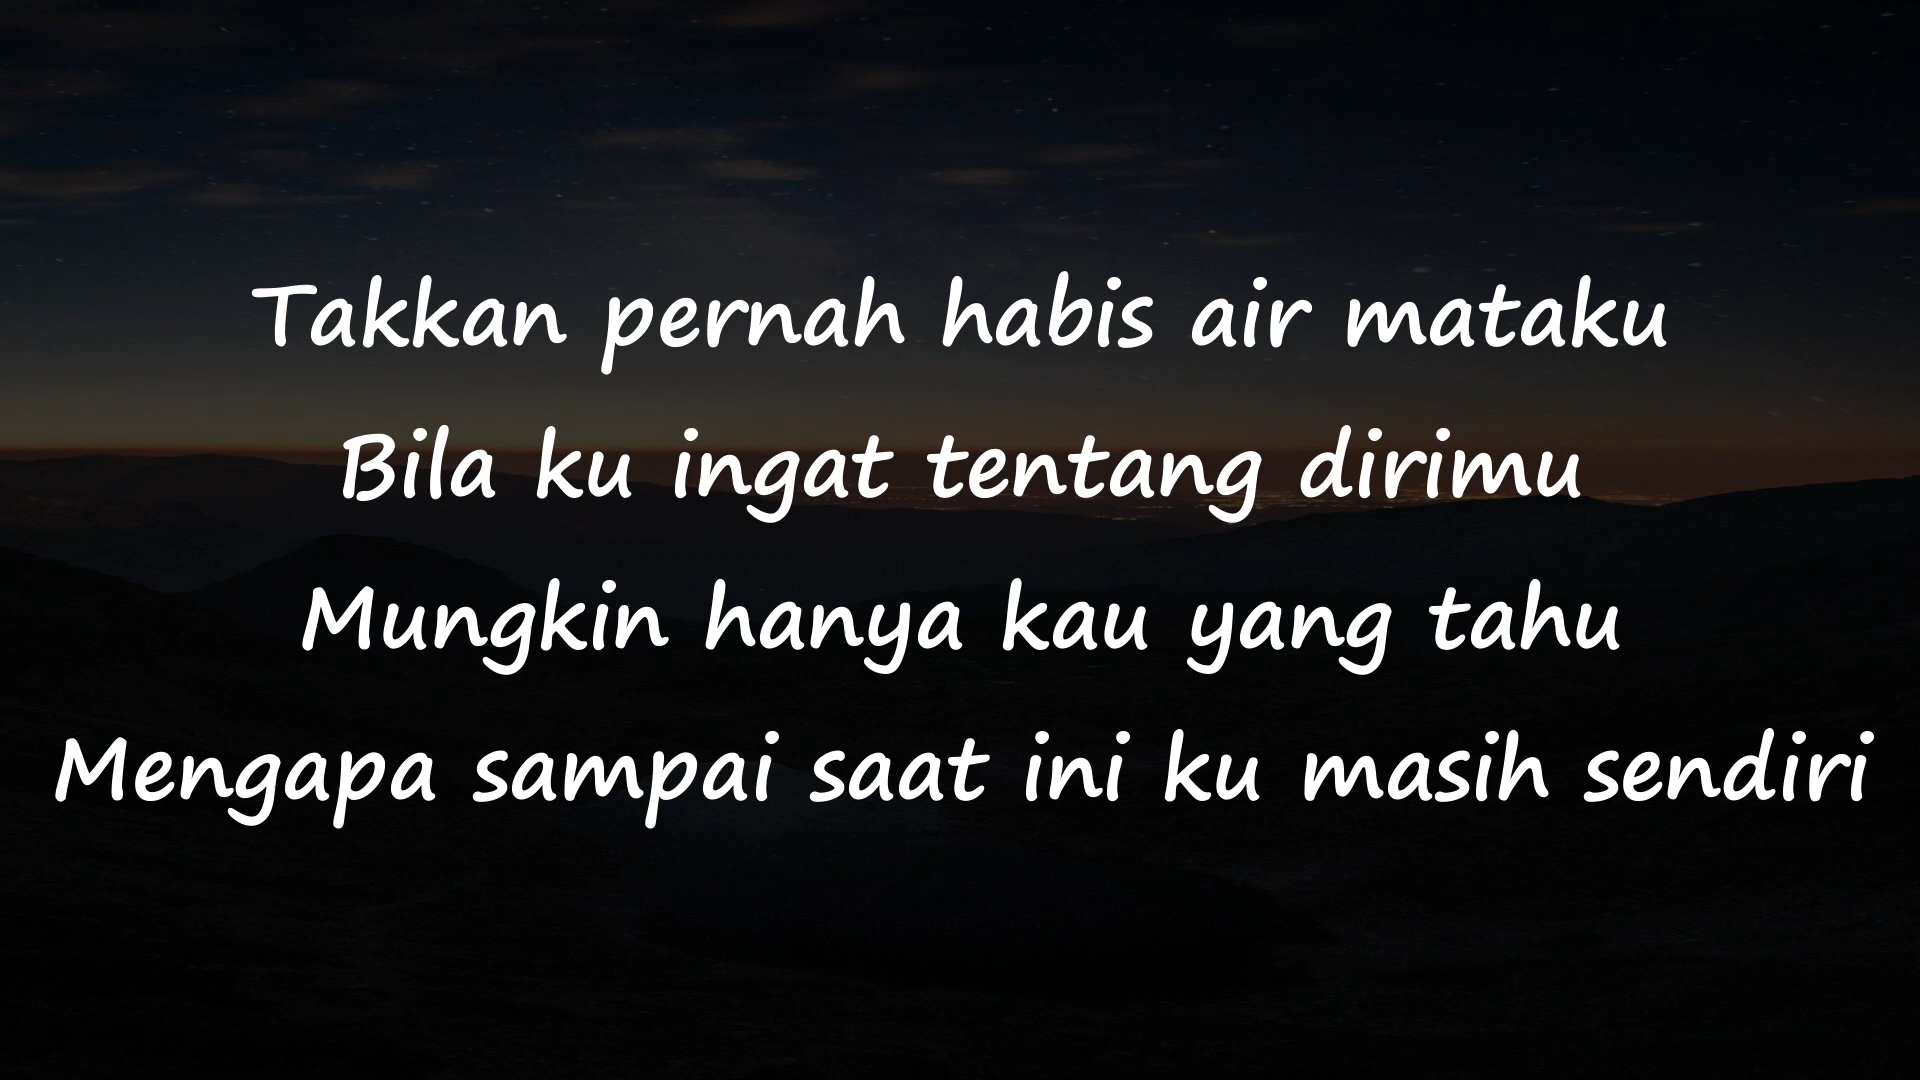 Takkan pernah habis air mataku
Bila ku ingat tentang dirimu
Mungkin hanya kau yang tahu
Mengapa sampai saat ini ku masih sendiri